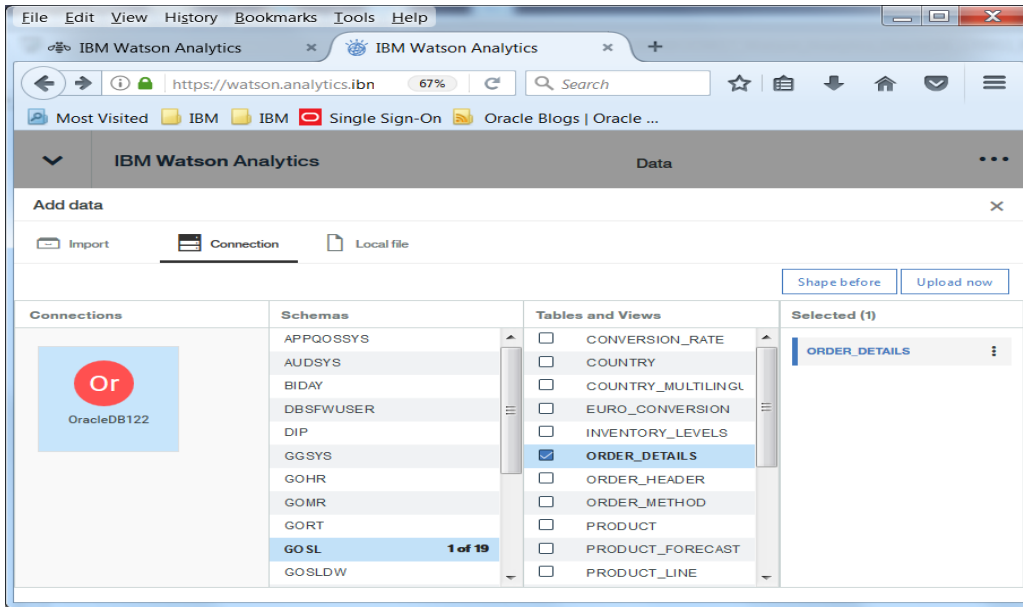 File Edit View History Bookmarks Tools Help
IBM Watson Analytics × IBM Watson Analytics × +
https://watson.analytics.ibn 67% Search
Most Visited IBM IBM Single Sign-On Oracle Blogs | Oracle ...
IBM Watson Analytics Data
Add data ×
Import Connection Local file
Shape before Upload now
Connections Schemas Tables and Views Selected (1)
APPQOSSYS CONVERSION_RATE
AUDSYS COUNTRY ORDER_DETAILS
Or BIDAY COUNTRY_MULTILINGU
DBSFWUSER EURO_CONVERSION
OracleDB122 DIP INVENTORY_LEVELS
GGSYS ORDER_DETAILS
GOHR ORDER_HEADER
GOMR ORDER_METHOD
GORT PRODUCT
GOSL 1 of 19 PRODUCT_FORECAST
GOSLDW PRODUCT_LINE